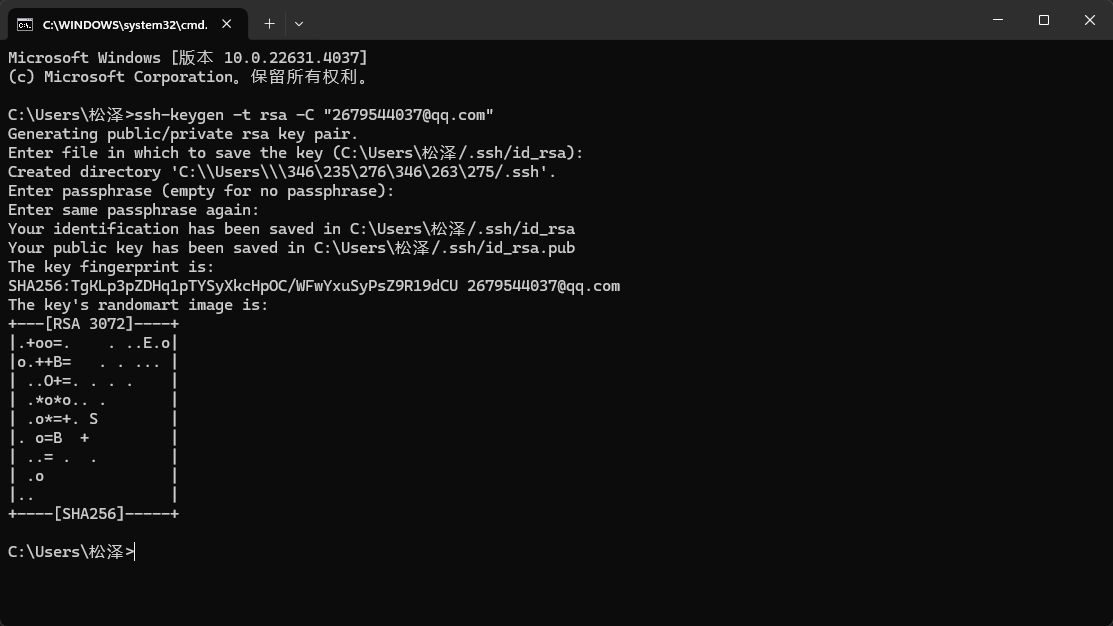 C:\WINDOWS\system32\cmd.
Microsoft Windows [版本 10.0.22631.4037]
(c) Microsoft Corporation。保留所有权利。

C:\Users\松泽>ssh-keygen -t rsa -C "2679544037@qq.com"
Generating public/private rsa key pair.
Enter file in which to save the key (C:\Users\松泽/.ssh/id_rsa):
Created directory 'C:\\Users\\\346\235\276\346\263\275/.ssh'.
Enter passphrase (empty for no passphrase):
Enter same passphrase again:
Your identification has been saved in C:\Users\松泽/.ssh/id_rsa
Your public key has been saved in C:\Users\松泽/.ssh/id_rsa.pub
The key fingerprint is:
SHA256:TgKLp3pZDHq1pTYSyXkcHpOC/WFwYxuSyPsZ9R19dCU 2679544037@qq.com
The key's randomart image is:
+---[RSA 3072]----+
|.+oo=.    . ..E.o|
|o.++B=   . . ... |
| ..O+=. . . .    |
| .*o*o.. .       |
| .o*=+. S        |
|. o=B  +         |
| ..= .  .        |
| .o              |
|..               |
+----[SHA256]-----+

C:\Users\松泽>